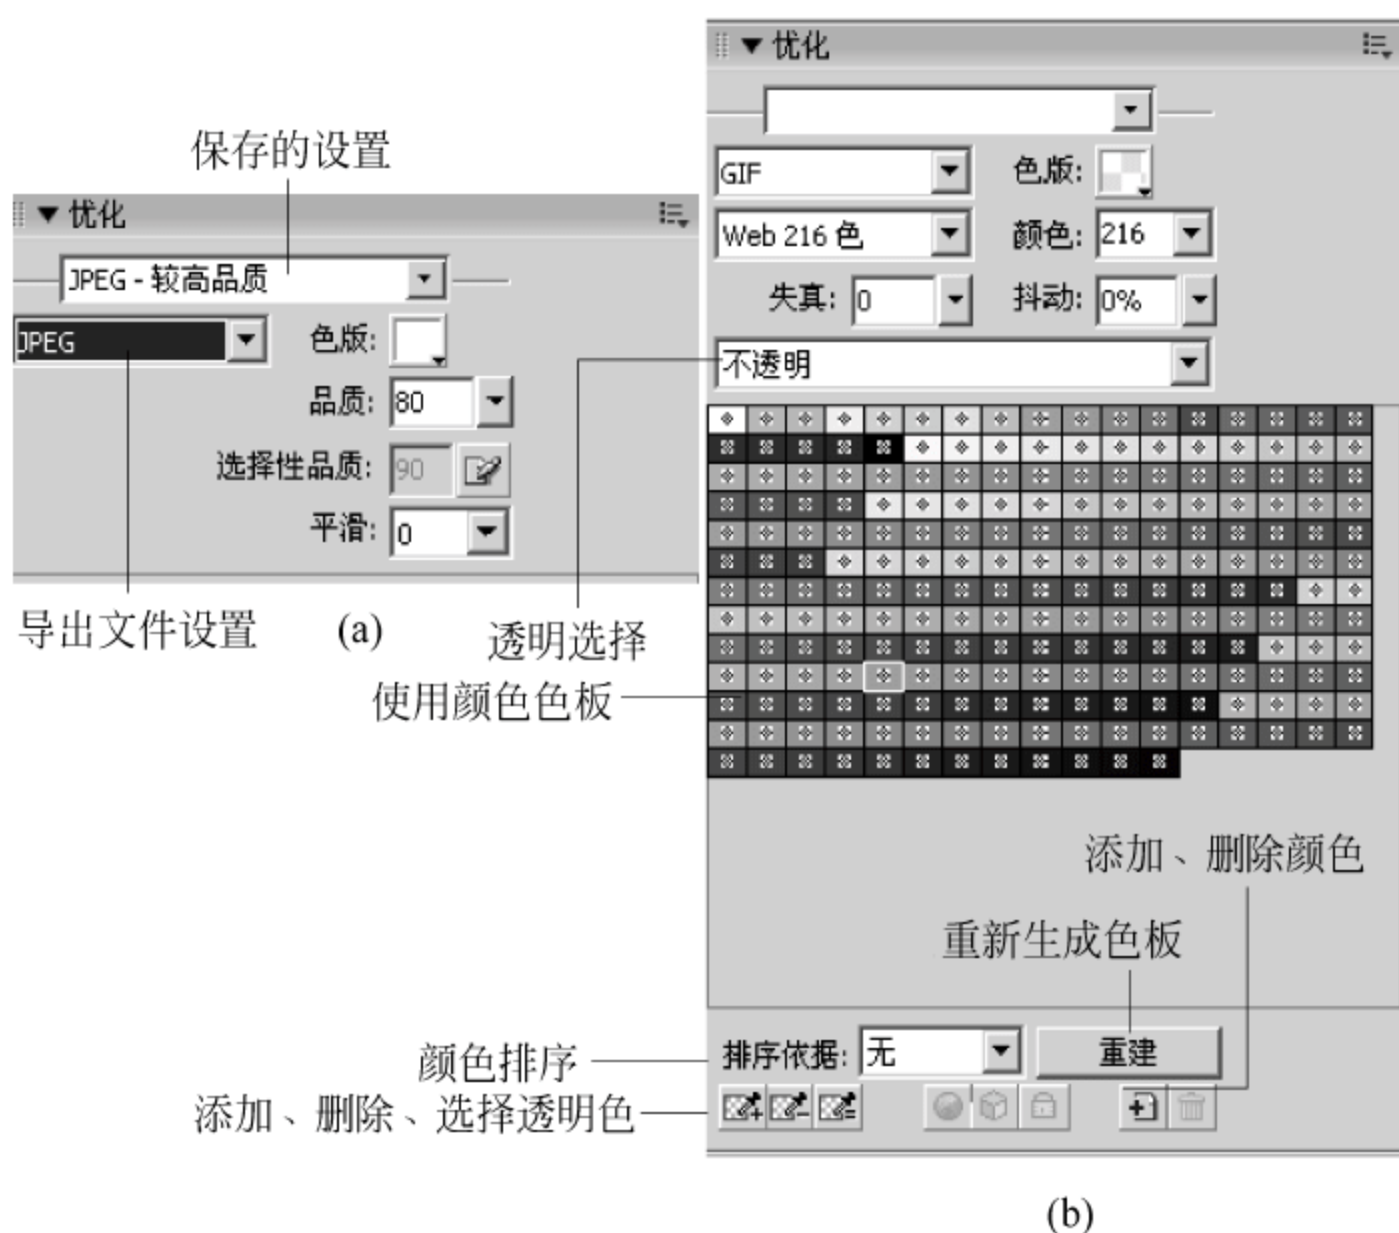 保存的设置
优化
JPEG - 较高品质
JPEG
色版:
品质: 80
选择性品质: 90
平滑: 0
导出文件设置
(a)
优化
GIF
色版:
Web 216 色
颜色: 216
失真: 0
抖动: 0%
不透明
透明选择
使用颜色色板
添加、删除颜色
重新生成色板
颜色排序
排序依据: 无
重建
添加、删除、选择透明色
(b)